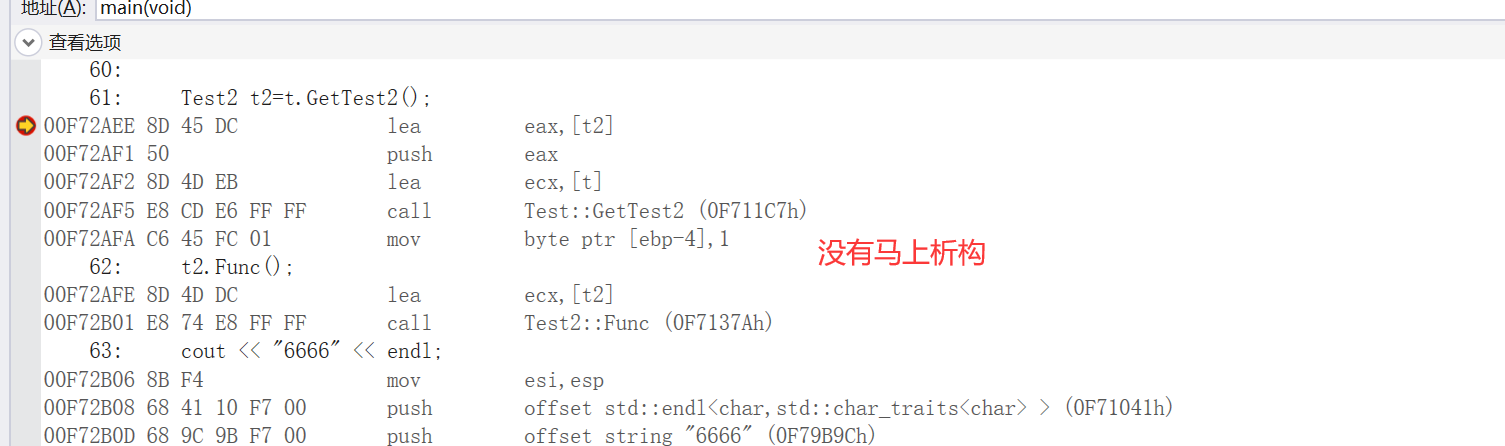 地址(A): main(void)
查看选项
60:
61: Test2 t2=t.GetTest2();
00F72AEE 8D 45 DC lea eax,[t2]
00F72AF1 50 push eax
00F72AF2 8D 4D EB lea ecx,[t]
00F72AF5 E8 CD E6 FF FF call Test::GetTest2 (0F711C7h)
00F72AFA C6 45 FC 01 mov byte ptr [ebp-4],1
没有马上析构
62: t2.Func();
00F72AFE 8D 4D DC lea ecx,[t2]
00F72B01 E8 74 E8 FF FF call Test2::Func (0F7137Ah)
63: cout << "6666" << endl;
00F72B06 8B F4 mov esi,esp
00F72B08 68 41 10 F7 00 push offset std::endl<char,std::char_traits<char> > (0F71041h)
00F72B0D 68 9C 9B F7 00 push offset string "6666" (0F79B9Ch)